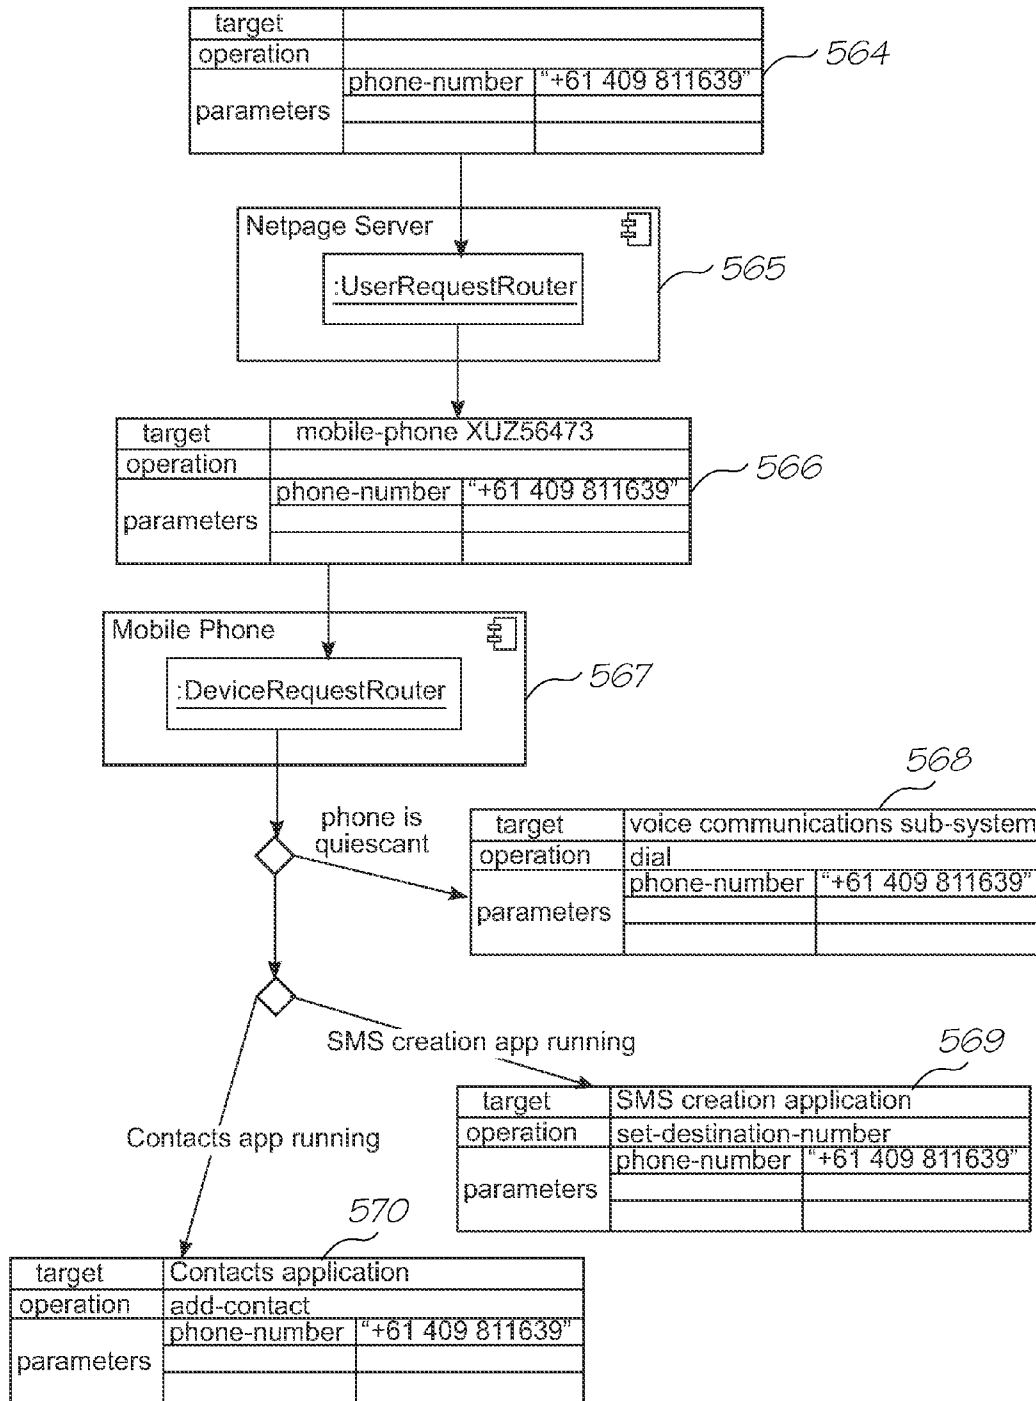 target
operation
phone-number "+61 409 811639"
parameters
564
Netpage Server
:UserRequestRouter
565
target mobile-phone XUZ56473
operation
phone-number "+61 409 811639"
parameters
566
Mobile Phone
:DeviceRequestRouter
567
phone is
quiescant
568
target voice communications sub-system
operation dial
phone-number "+61 409 811639"
parameters
SMS creation app running
569
target SMS creation application
operation set-destination-number
phone-number "+61 409 811639"
parameters
Contacts app running
570
target Contacts application
operation add-contact
phone-number "+61 409 811639"
parameters